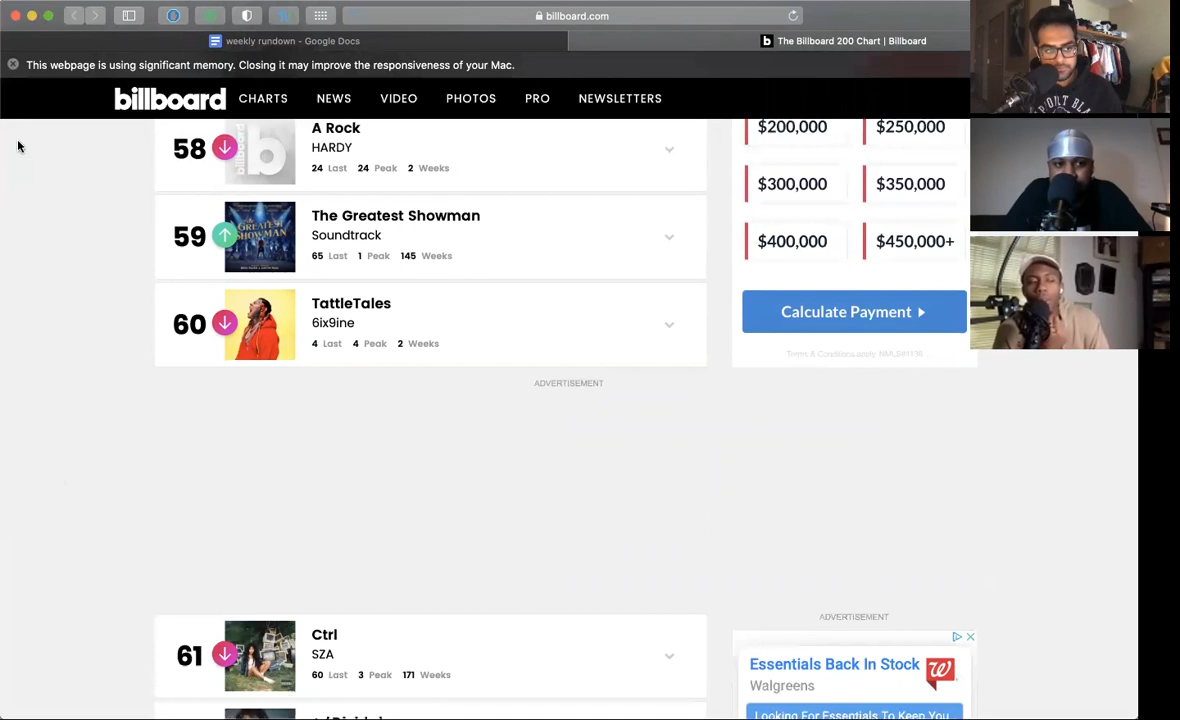 billboard.com
weekly rundown - Google Docs
b The Billboard 200 Chart | Billboard
This webpage is using significant memory. Closing it may improve the responsiveness of your Mac.
billboard CHARTS NEWS VIDEO PHOTOS PRO NEWSLETTERS
58
A Rock
HARDY
24 Last 24 Peak 2 Weeks
59
The Greatest Showman
Soundtrack
65 Last 1 Peak 145 Weeks
60
TattleTales
6ix9ine
4 Last 4 Peak 2 Weeks
ADVERTISEMENT
61
Ctrl
SZA
60 Last 3 Peak 171 Weeks
$200,000 $250,000
$300,000 $350,000
$400,000 $450,000+
Calculate Payment
Terms & Conditions apply. NMLS#1136
ADVERTISEMENT
Essentials Back In Stock
Walgreens
Looking For Essentials To Keep You